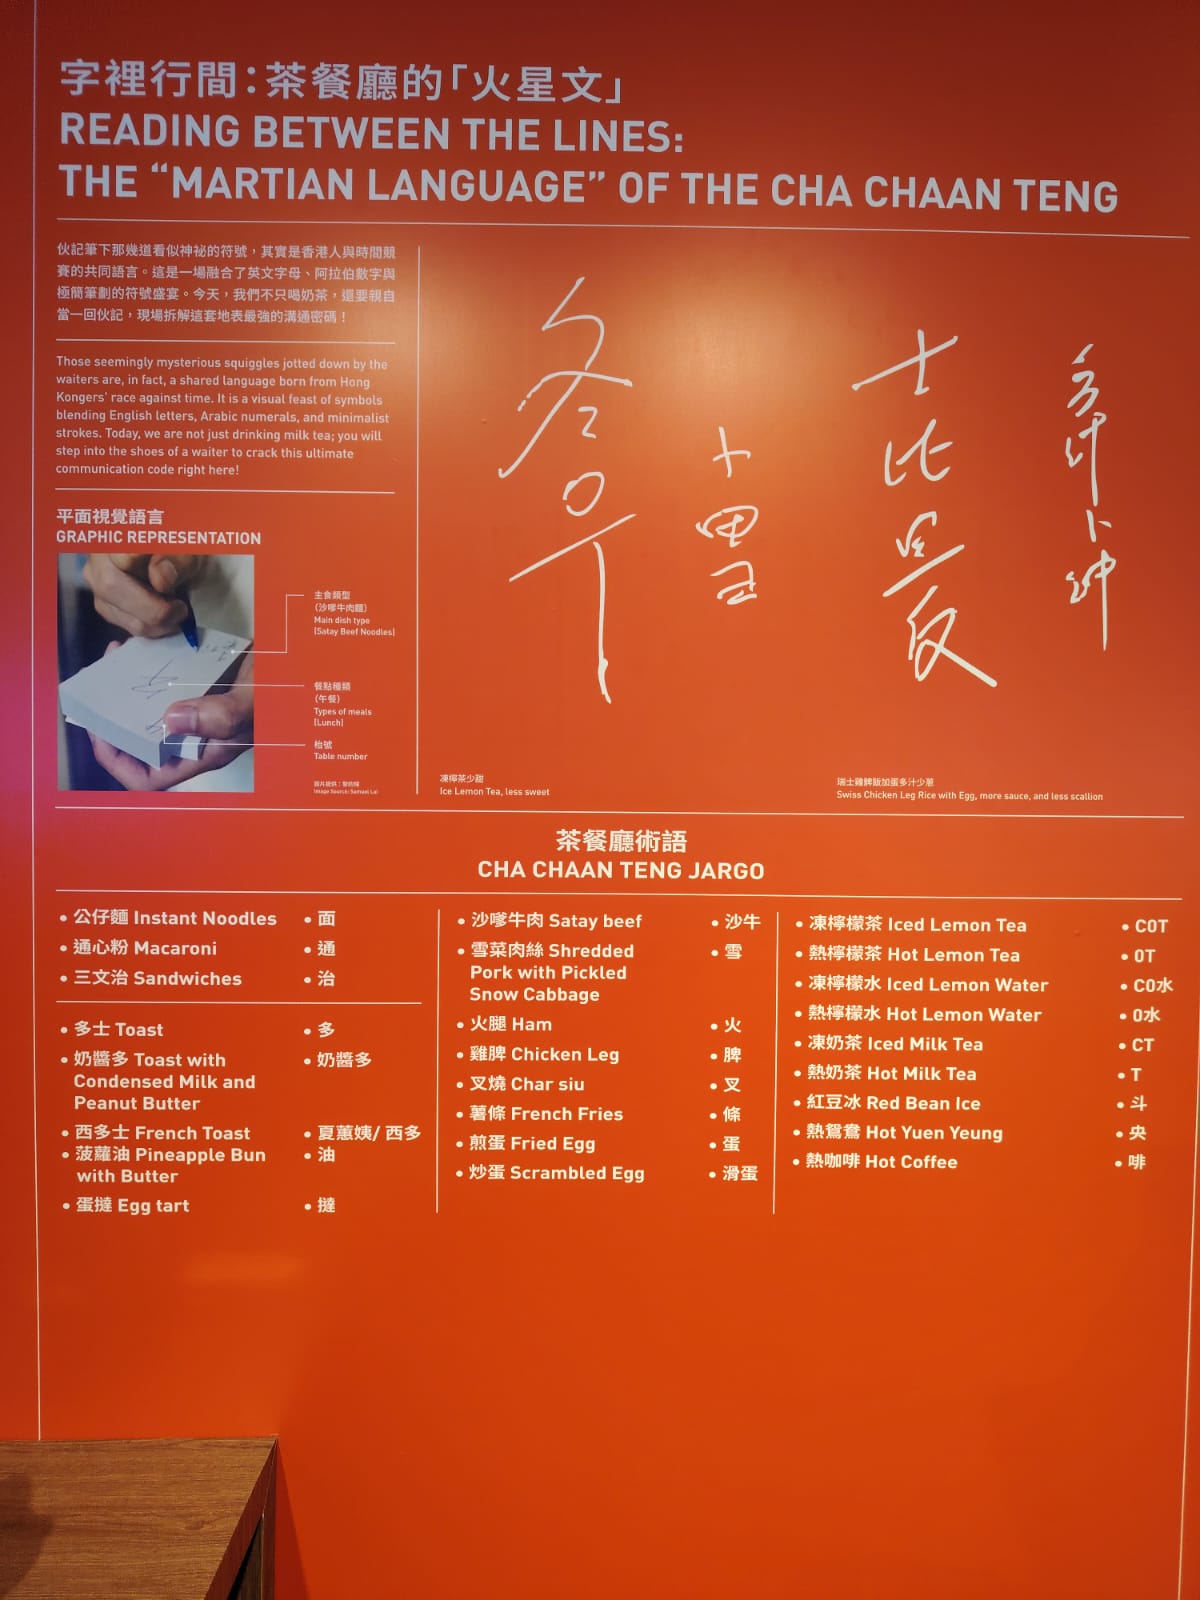 字裡行間：茶餐廳的「火星文」
READING BETWEEN THE LINES:
THE “MARTIAN LANGUAGE” OF THE CHA CHAAN TENG
伙記筆下那幾道看似神祕的符號，其實是香港人與時間競
賽的共同語言。這是一場融合了英文字母、阿拉伯數字與
極簡筆劃的符號盛宴。今天，我們不只喝奶茶，還要親自
當一回伙記，現場拆解這套地表最強的溝通密碼！
Those seemingly mysterious squiggles jotted down by the
waiters are, in fact, a shared language born from Hong
Kongers’ race against time. It is a visual feast of symbols
blending English letters, Arabic numerals, and minimalist
strokes. Today, we are not just drinking milk tea; you will
step into the shoes of a waiter to crack this ultimate
communication code right here!
平面視覺語言
GRAPHIC REPRESENTATION
主食類型
（沙嗲牛肉麵）
Main dish type
(Satay Beef Noodles)
餐點種類
（午餐）
Types of meals
(Lunch)
枱號
Table number
Image Source: Samuel Lai
凍檸茶少甜
Ice Lemon Tea, less sweet
瑞士雞脾飯加蛋多汁少葱
Swiss Chicken Leg Rice with Egg, more sauce, and less scallion
茶餐廳術語
CHA CHAAN TENG JARGO
• 公仔麵 Instant Noodles • 面
• 通心粉 Macaroni • 通
• 三文治 Sandwiches • 治
• 多士 Toast • 多
• 奶醬多 Toast with • 奶醬多
Condensed Milk and
Peanut Butter
• 西多士 French Toast • 夏蕙姨/ 西多
• 菠蘿油 Pineapple Bun • 油
with Butter
• 蛋撻 Egg tart • 撻
• 沙嗲牛肉 Satay beef • 沙牛
• 雪菜肉絲 Shredded • 雪
Pork with Pickled
Snow Cabbage
• 火腿 Ham • 火
• 雞脾 Chicken Leg • 脾
• 叉燒 Char siu • 叉
• 薯條 French Fries • 條
• 煎蛋 Fried Egg • 蛋
• 炒蛋 Scrambled Egg • 滑蛋
• 凍檸檬茶 Iced Lemon Tea • C0T
• 熱檸檬茶 Hot Lemon Tea • 0T
• 凍檸檬水 Iced Lemon Water • C0水
• 熱檸檬水 Hot Lemon Water • 0水
• 凍奶茶 Iced Milk Tea • CT
• 熱奶茶 Hot Milk Tea • T
• 紅豆冰 Red Bean Ice • 斗
• 熱鴛鴦 Hot Yuen Yeung • 央
• 熱咖啡 Hot Coffee • 啡